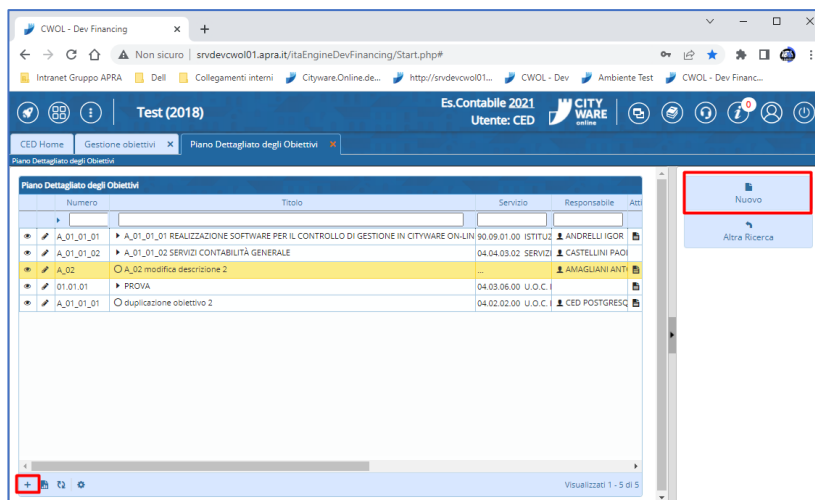 CWOL - Dev Financing
Non sicuro | srvdevcwol01.apra.it/itaEngineDevFinancing/Start.php#
Intranet Gruppo APRA Dell Collegamenti interni Cityware.Online.de... http://srvdevcwol01... CWOL - Dev Ambiente Test CWOL - Dev Financ...
Test (2018)
Es.Contabile 2021
Utente: CED
CITY
WARE
online
0
CED Home Gestione obiettivi Piano Dettagliato degli Obiettivi
Piano Dettagliato degli Obiettivi
Piano Dettagliato degli Obiettivi
Numero Titolo Servizio Responsabile Atti
A_01_01_01 A_01_01_01 REALIZZAZIONE SOFTWARE PER IL CONTROLLO DI GESTIONE IN CITYWARE ON-LIN 90.09.01.00 ISTITUZ ANDRELLI IGOR
A_01_01_02 A_01_01_02 SERVIZI CONTABILITÀ GENERALE 04.04.03.02 SERVIZI CASTELLINI PAOI
A_02 A_02 modifica descrizione 2 ... AMAGLIANI ANT
01.01.01 PROVA 04.03.06.00 U.O.C.
A_01_01_01 duplicazione obiettivo 2 04.02.02.00 U.O.C. CED POSTGRESQ
Visualizzati 1 - 5 di 5
Nuovo
Altra Ricerca